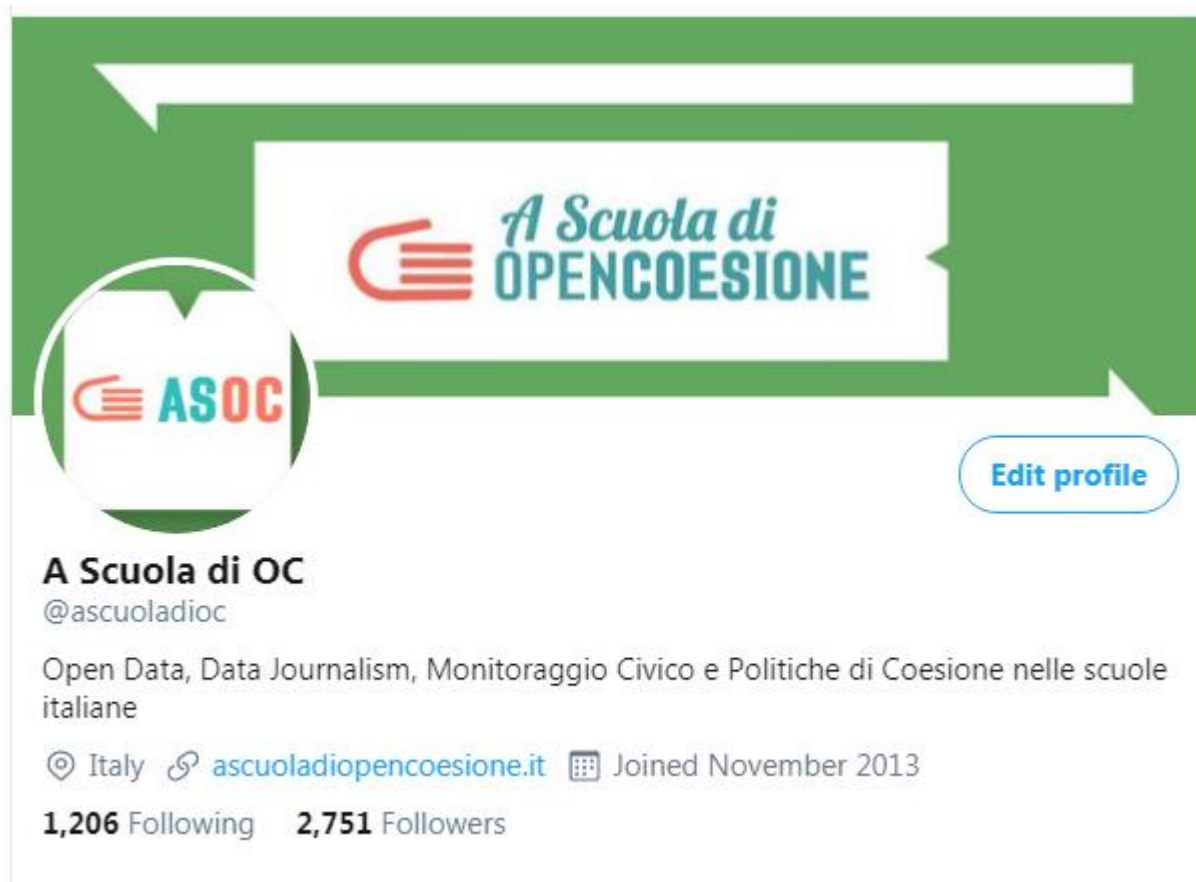 A Scuola di
OPENCOESIONE
ASOC
Edit profile
A Scuola di OC
@ascuoladioc
Open Data, Data Journalism, Monitoraggio Civico e Politiche di Coesione nelle scuole
italiane
Italy ascuoladiopencoesione.it Joined November 2013
1,206 Following 2,751 Followers